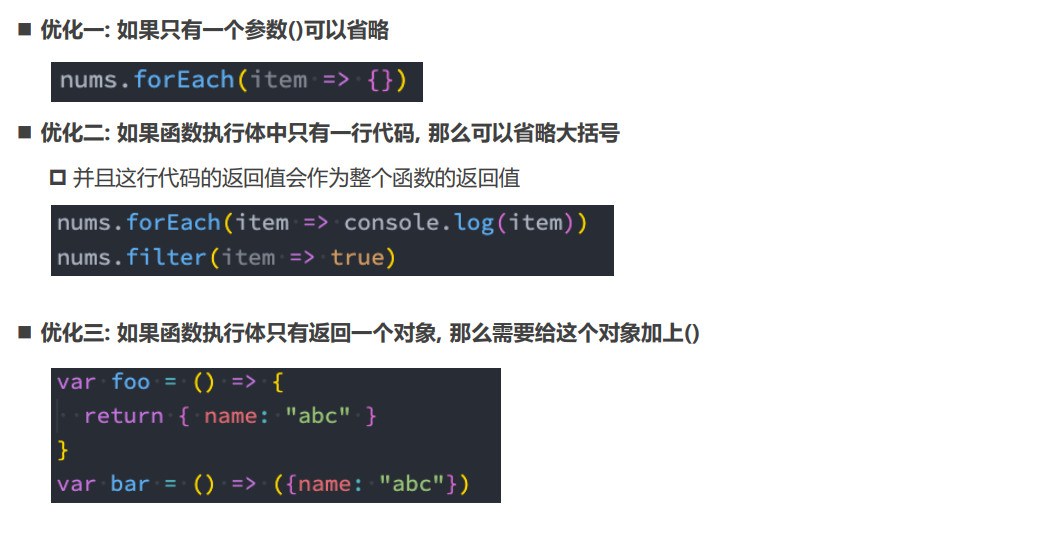 优化一: 如果只有一个参数()可以省略
nums.forEach(item => {})
优化二: 如果函数执行体中只有一行代码, 那么可以省略大括号
并且这行代码的返回值会作为整个函数的返回值
nums.forEach(item => console.log(item))
nums.filter(item => true)
优化三: 如果函数执行体只有返回一个对象, 那么需要给这个对象加上()
var foo = () => {
  return { name: "abc" }
}
var bar = () => ({name: "abc"})